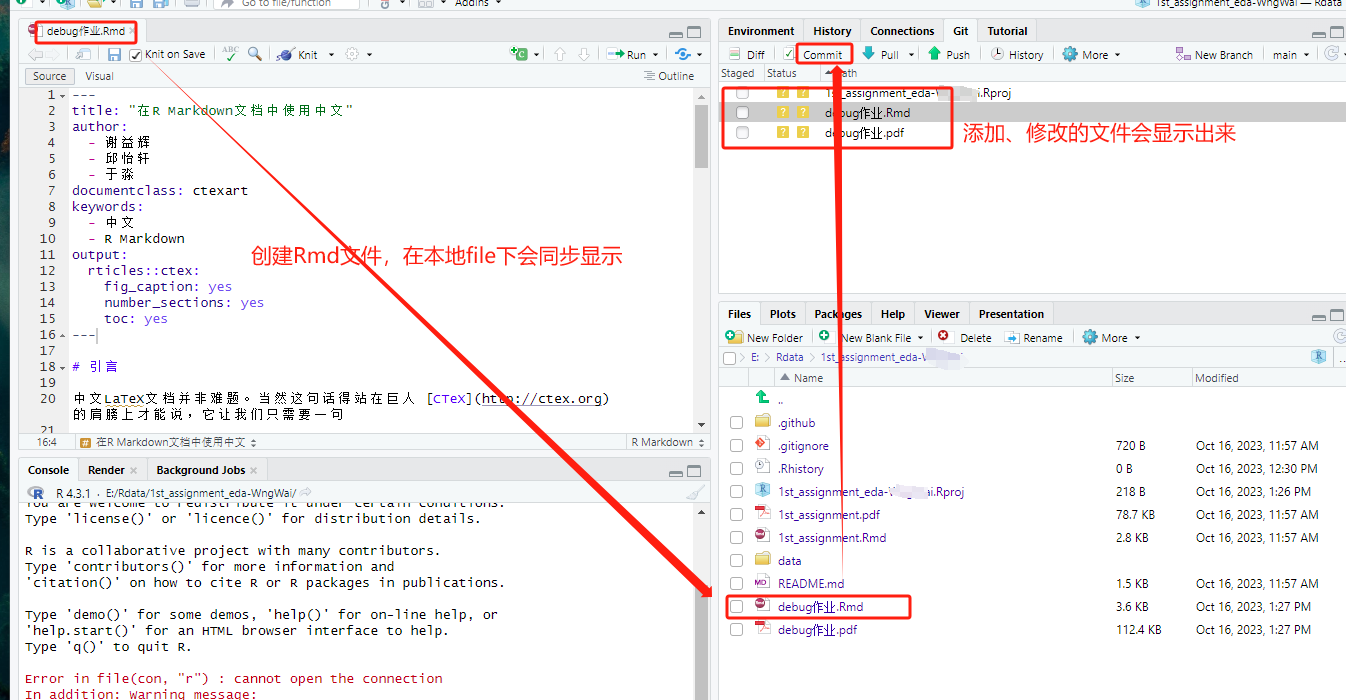 Go to file/function
Addins
1st_assignment_eda-WngWai — Rdata
debug作业.Rmd
Knit on Save
ABC
Knit
Run
Source
Visual
Outline
1 ---
2 title: "在R Markdown文档中使用中文"
3 author:
4 - 谢益辉
5 - 邱怡轩
6 - 于淼
7 documentclass: ctexart
8 keywords:
9 - 中文
10 - R Markdown
11 output:
12 rticles::ctex:
13 fig_caption: yes
14 number_sections: yes
15 toc: yes
16 ---
17
18 # 引言
19
20 中文LaTeX文档并非难题。当然这句话得站在巨人 [CTeX](http://ctex.org)
的肩膀上才能说，它让我们只需要一句
21
16:4
# 在R Markdown文档中使用中文
R Markdown
创建Rmd文件，在本地file下会同步显示
Console
Render
Background Jobs
R 4.3.1 · E:/Rdata/1st_assignment_eda-WngWai/
You are welcome to redistribute it under certain conditions.
Type 'license()' or 'licence()' for distribution details.
R is a collaborative project with many contributors.
Type 'contributors()' for more information and
'citation()' on how to cite R or R packages in publications.
Type 'demo()' for some demos, 'help()' for on-line help, or
'help.start()' for an HTML browser interface to help.
Type 'q()' to quit R.
Error in file(con, "r") : cannot open the connection
In addition: Warning message:
Environment
History
Connections
Git
Tutorial
Diff
Commit
Pull
Push
History
More
New Branch
main
Staged
Status
Path
? ? 1st_assignment_eda- i.Rproj
? ? debug作业.Rmd
? ? debug作业.pdf
添加、修改的文件会显示出来
Files
Plots
Packages
Help
Viewer
Presentation
New Folder
New Blank File
Delete
Rename
More
E:
Rdata
1st_assignment_eda-
Name
Size
Modified
..
.github
.gitignore 720 B Oct 16, 2023, 11:57 AM
.Rhistory 0 B Oct 16, 2023, 12:30 PM
1st_assignment_eda- ai.Rproj 218 B Oct 16, 2023, 1:26 PM
1st_assignment.pdf 78.7 KB Oct 16, 2023, 11:57 AM
1st_assignment.Rmd 2.8 KB Oct 16, 2023, 11:57 AM
data
README.md 1.5 KB Oct 16, 2023, 11:57 AM
debug作业.Rmd 3.6 KB Oct 16, 2023, 1:27 PM
debug作业.pdf 112.4 KB Oct 16, 2023, 1:27 PM